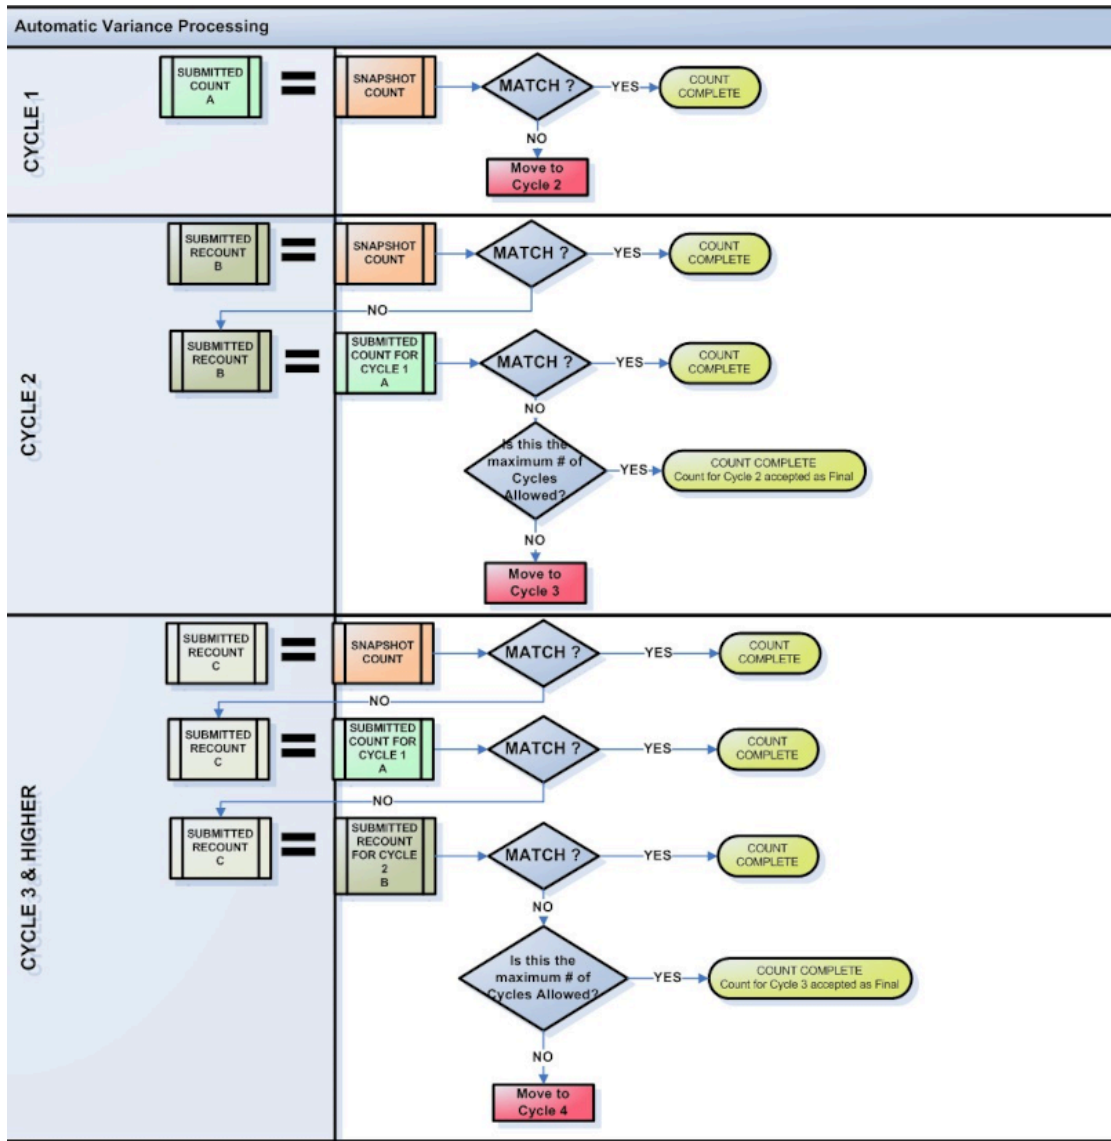 Automatic Variance Processing
CYCLE 1
SUBMITTED
COUNT
A
=
SNAPSHOT
COUNT
MATCH ?
YES
COUNT
COMPLETE
NO
Move to
Cycle 2
CYCLE 2
SUBMITTED
RECOUNT
B
=
SNAPSHOT
COUNT
MATCH ?
YES
COUNT
COMPLETE
NO
SUBMITTED
RECOUNT
B
=
SUBMITTED
COUNT FOR
CYCLE 1
A
MATCH ?
YES
COUNT
COMPLETE
NO
Is this the
maximum # of
Cycles
Allowed?
YES
COUNT COMPLETE
Count for Cycle 2 accepted as Final
NO
Move to
Cycle 3
CYCLE 3 & HIGHER
SUBMITTED
RECOUNT
C
=
SNAPSHOT
COUNT
MATCH ?
YES
COUNT
COMPLETE
NO
SUBMITTED
RECOUNT
C
=
SUBMITTED
COUNT FOR
CYCLE 1
A
MATCH ?
YES
COUNT
COMPLETE
NO
SUBMITTED
RECOUNT
C
=
SUBMITTED
RECOUNT
FOR CYCLE
2
B
MATCH ?
YES
COUNT
COMPLETE
NO
Is this the
maximum # of
Cycles Allowed?
YES
COUNT COMPLETE
Count for Cycle 3 accepted as Final
NO
Move to
Cycle 4